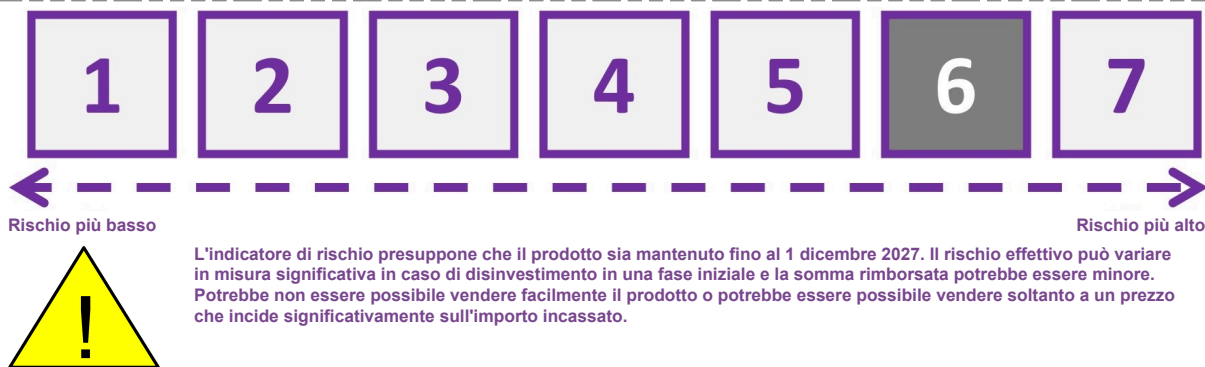 1 2 3 4 5 6 7
Rischio più basso Rischio più alto
L'indicatore di rischio presuppone che il prodotto sia mantenuto fino al 1 dicembre 2027. Il rischio effettivo può variare
in misura significativa in caso di disinvestimento in una fase iniziale e la somma rimborsata potrebbe essere minore.
Potrebbe non essere possibile vendere facilmente il prodotto o potrebbe essere possibile vendere soltanto a un prezzo
che incide significativamente sull'importo incassato.
!